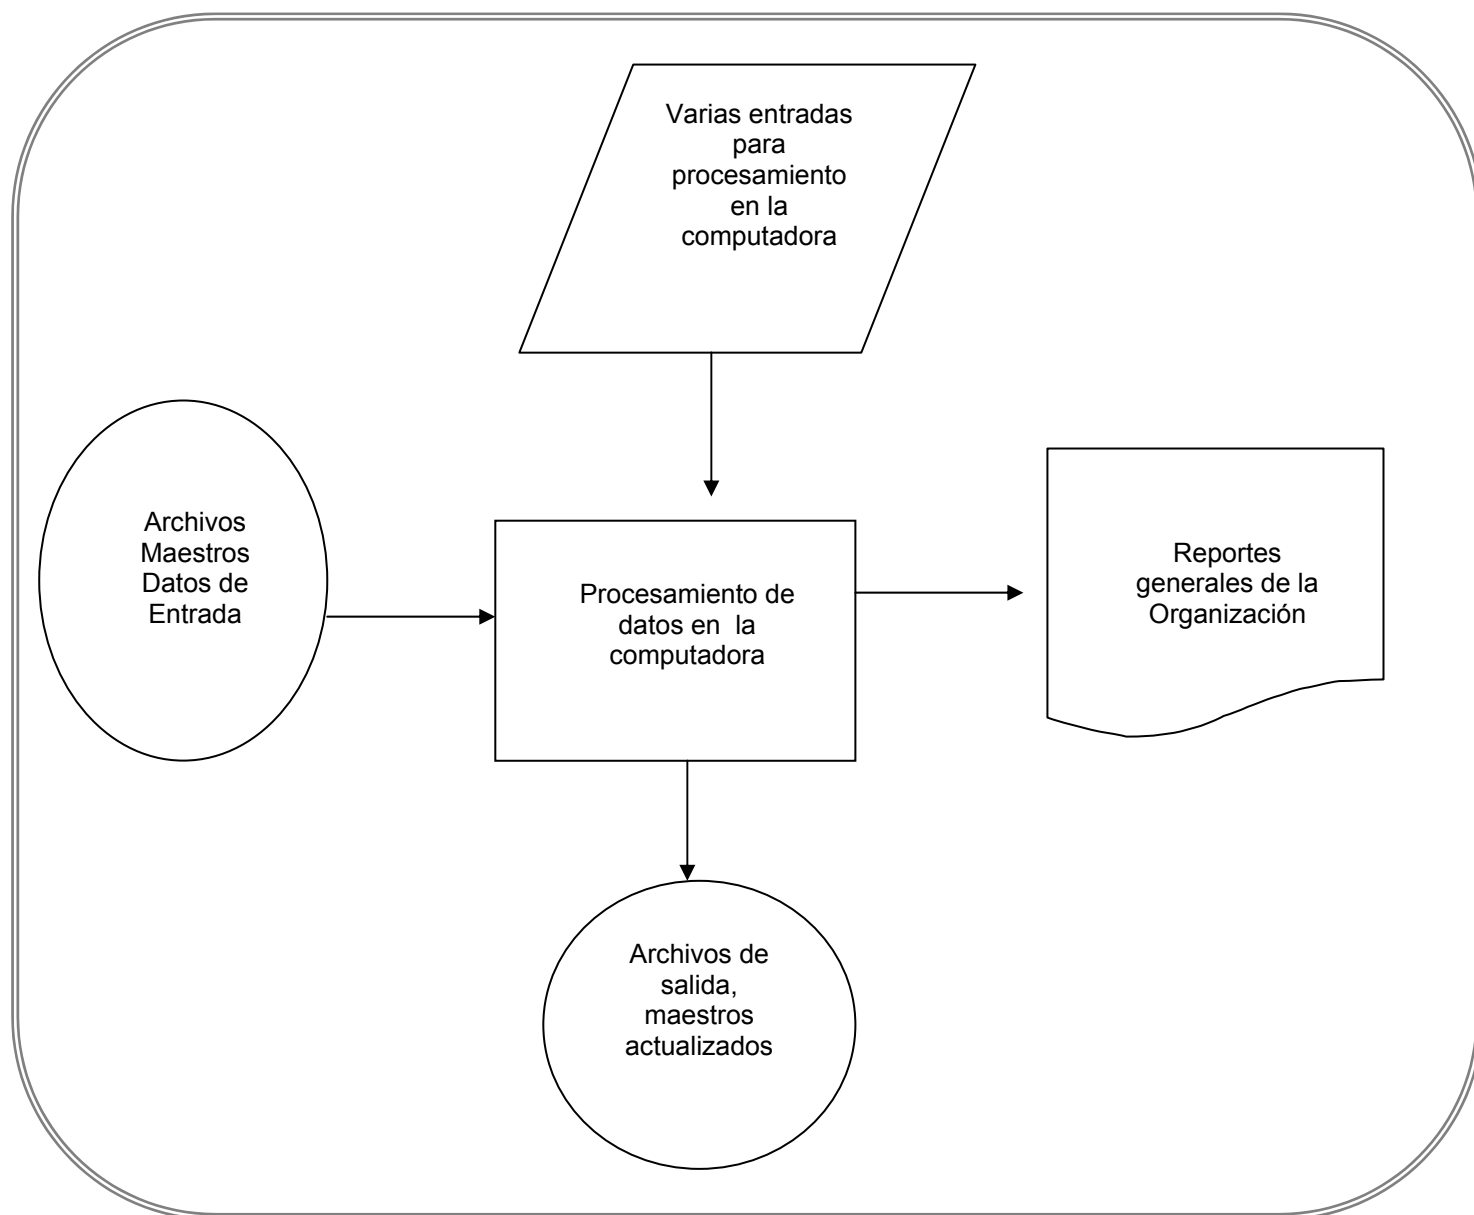 Varias entradas
para
procesamiento
en la
computadora
Archivos
Maestros
Datos de
Entrada
Procesamiento de
datos en  la
computadora
Reportes
generales de la
Organización
Archivos de
salida,
maestros
actualizados